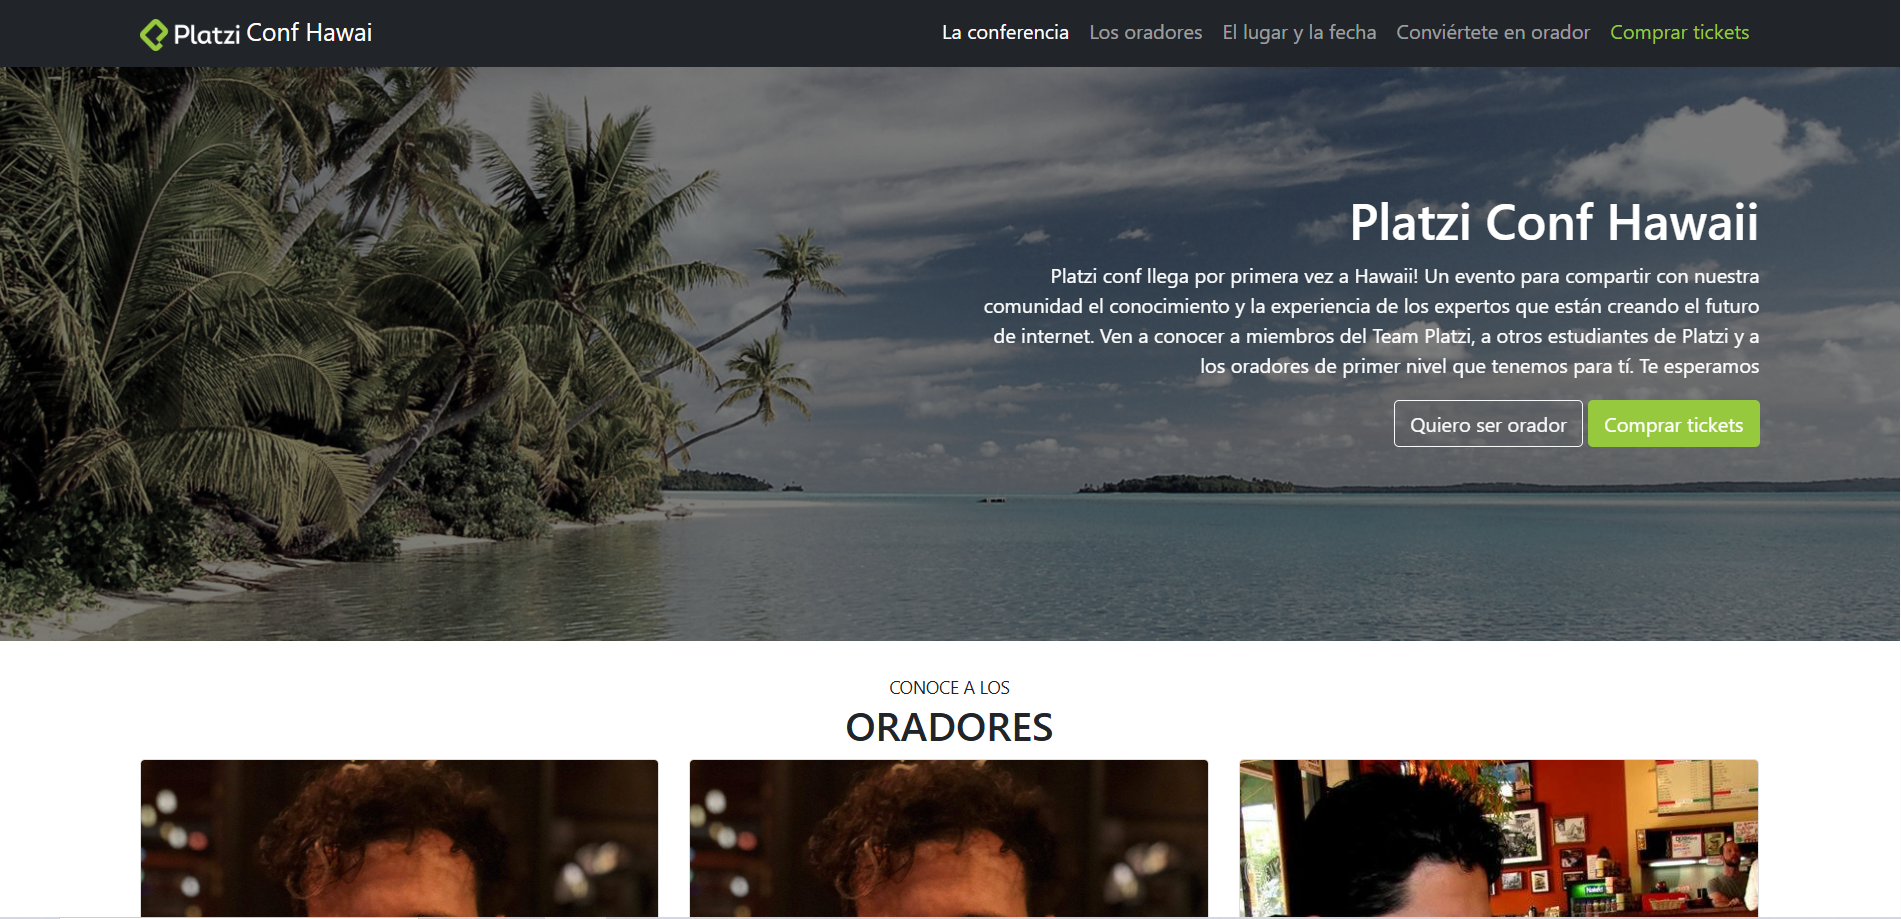 Platzi Conf Hawai
La conferencia
Los oradores
El lugar y la fecha
Conviértete en orador
Comprar tickets
Platzi Conf Hawaii
Platzi conf llega por primera vez a Hawaii! Un evento para compartir con nuestra
comunidad el conocimiento y la experiencia de los expertos que están creando el futuro
de internet. Ven a conocer a miembros del Team Platzi, a otros estudiantes de Platzi y a
los oradores de primer nivel que tenemos para tí. Te esperamos
Quiero ser orador
Comprar tickets
CONOCE A LOS
ORADORES